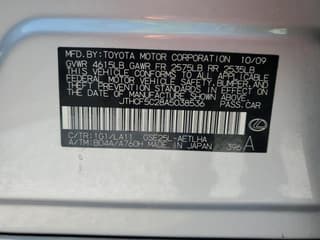 MFD.BY: TOYOTA MOTOR CORPORATION 10/09
GVWR 4615LB GAWR FR 2575LB RR 2535LB
THIS VEHICLE CONFORMS TO ALL APPLICABLE
FEDERAL MOTOR VEHICLE SAFETY, BUMPER, AND
THEFT PREVENTION STANDARDS IN EFFECT ON
THE DATE OF MANUFACTURE SHOWN ABOVE.
JTHCF5C28A5038536 PASS. CAR
C/TR: 1G1/LA11 GSE25L-AETLHA
A/TM: B04A/A760H MADE IN JAPAN 396 A